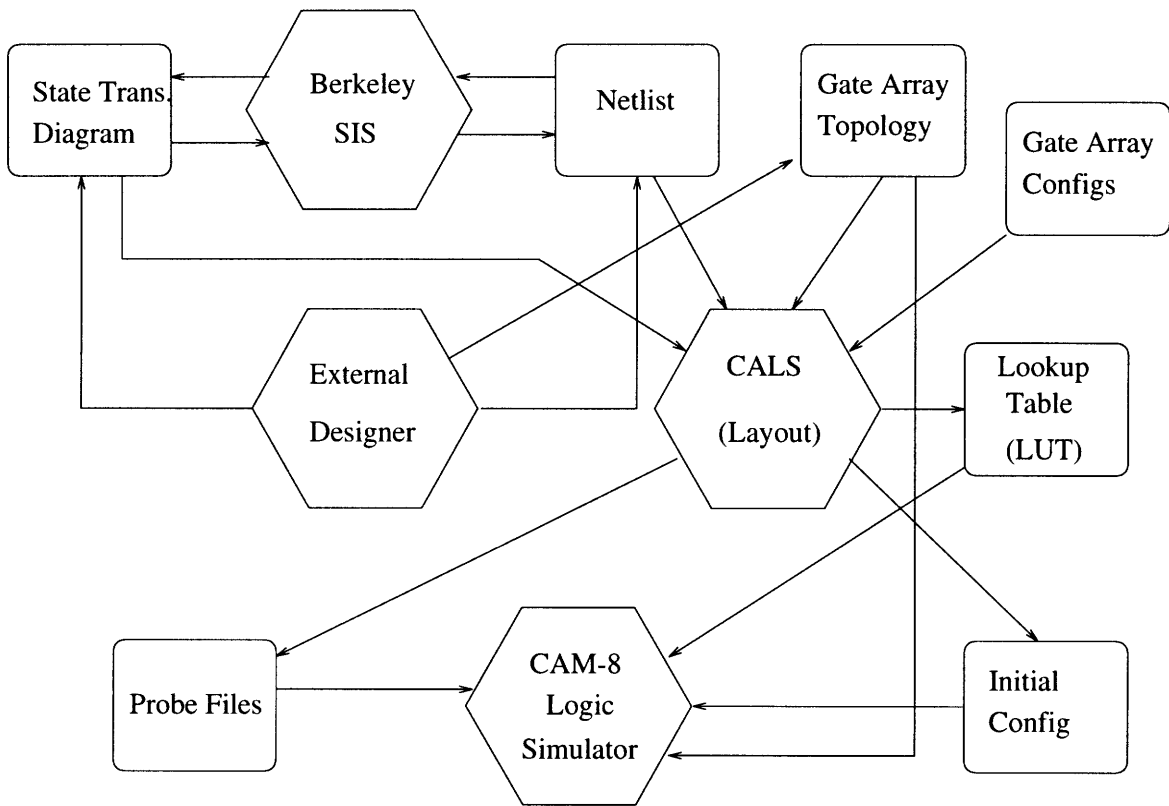 State Trans.
Diagram
Berkeley
SIS
Netlist
Gate Array
Topology
Gate Array
Configs
External
Designer
CALS
(Layout)
Lookup
Table
(LUT)
Probe Files
CAM-8
Logic
Simulator
Initial
Config